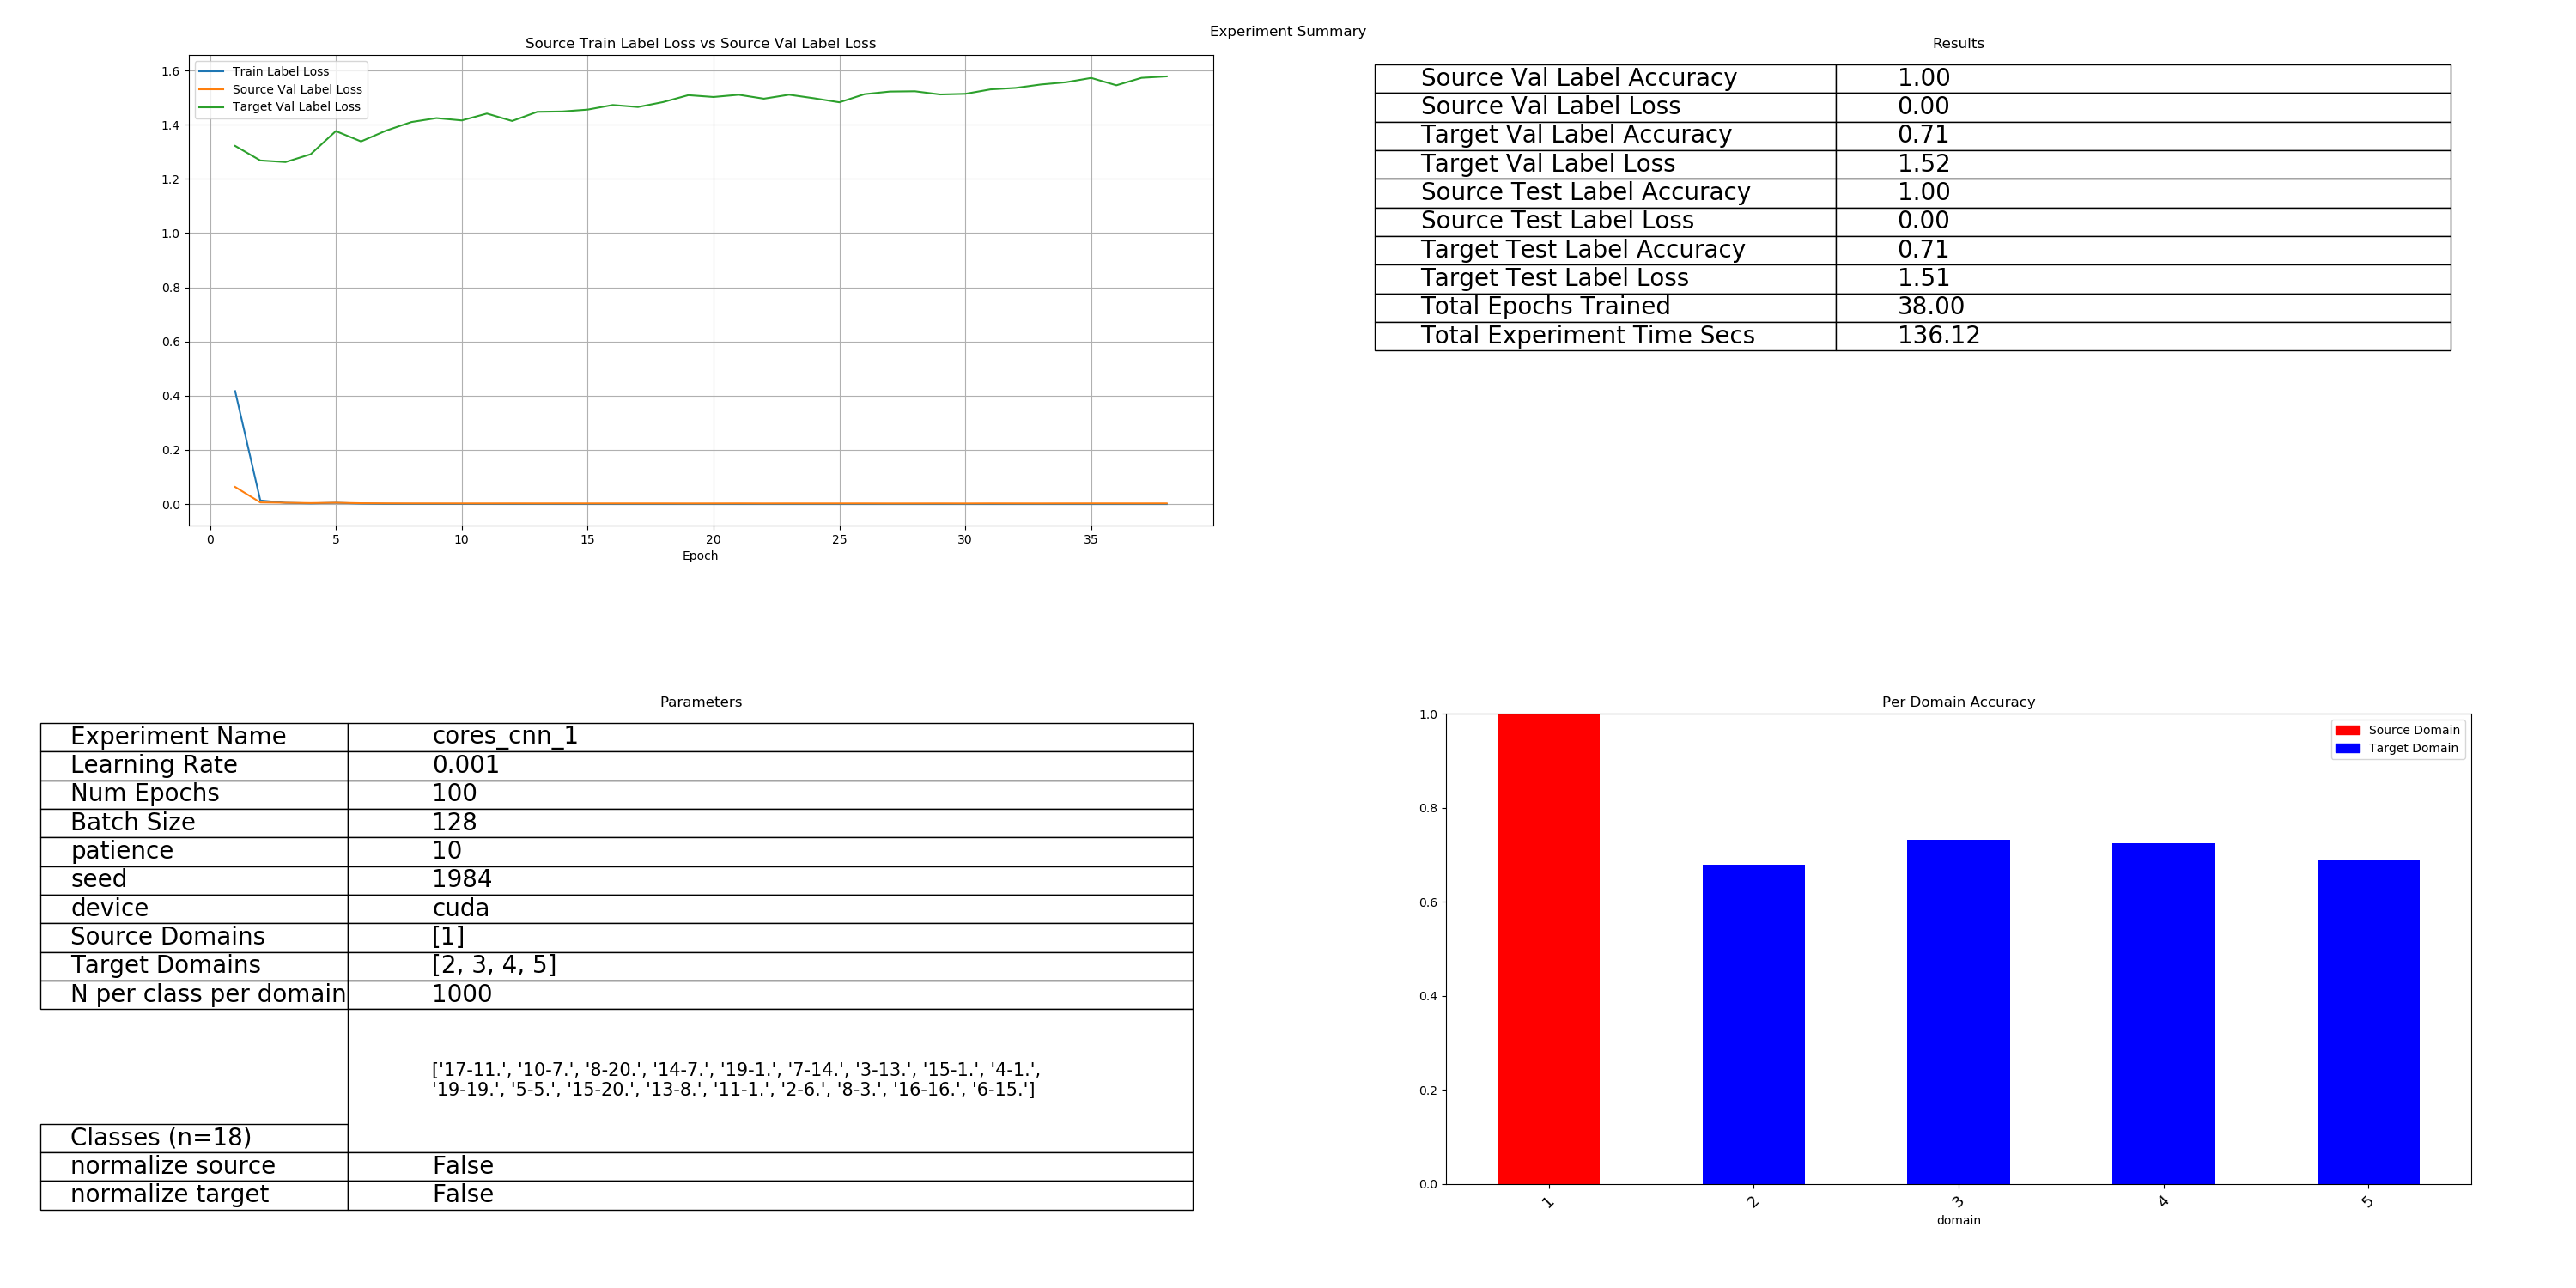 Experiment Summary
Source Train Label Loss vs Source Val Label Loss
Train Label Loss
Source Val Label Loss
Target Val Label Loss
1.6
1.4
1.2
1.0
0.8
0.6
0.4
0.2
0.0
0 5 10 15 20 25 30 35
Epoch
Results
Source Val Label Accuracy 1.00
Source Val Label Loss 0.00
Target Val Label Accuracy 0.71
Target Val Label Loss 1.52
Source Test Label Accuracy 1.00
Source Test Label Loss 0.00
Target Test Label Accuracy 0.71
Target Test Label Loss 1.51
Total Epochs Trained 38.00
Total Experiment Time Secs 136.12
Parameters
Experiment Name cores_cnn_1
Learning Rate 0.001
Num Epochs 100
Batch Size 128
patience 10
seed 1984
device cuda
Source Domains [1]
Target Domains [2, 3, 4, 5]
N per class per domain 1000
['17-11.', '10-7.', '8-20.', '14-7.', '19-1.', '7-14.', '3-13.', '15-1.', '4-1.',
'19-19.', '5-5.', '15-20.', '13-8.', '11-1.', '2-6.', '8-3.', '16-16.', '6-15.']
Classes (n=18)
normalize source False
normalize target False
Per Domain Accuracy
Source Domain
Target Domain
1.0
0.8
0.6
0.4
0.2
0.0
1 2 3 4 5
domain